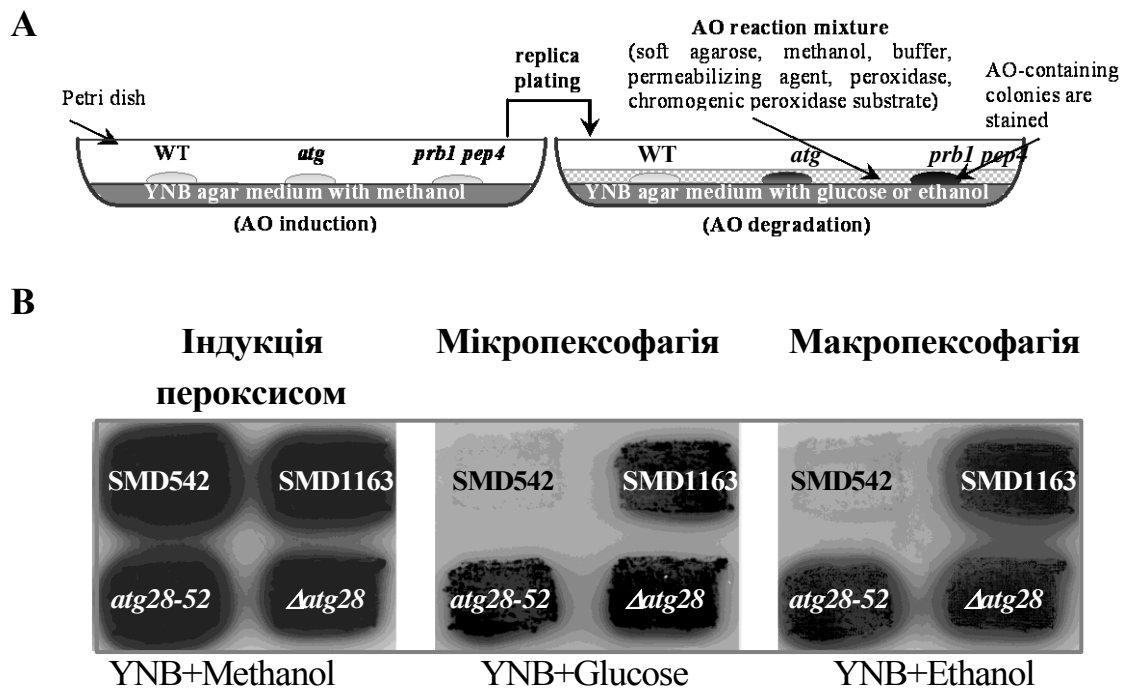 A
replica
plating
AO reaction mixture
(soft agarose, methanol, buffer,
permeabilizing agent, peroxidase,
chromogenic peroxidase substrate)
AO-containing
colonies are
stained
Petri dish
WT atg prb1 pep4
YNB agar medium with methanol
(AO induction)
WT atg prb1 pep4
YNB agar medium with glucose or ethanol
(AO degradation)
B
Індукція
пероксисом
Мікропексофагія
Макропексофагія
SMD542 SMD1163
atg28-52 Δatg28
YNB+Methanol
SMD542 SMD1163
atg28-52 Δatg28
YNB+Glucose
SMD542 SMD1163
atg28-52 Δatg28
YNB+Ethanol